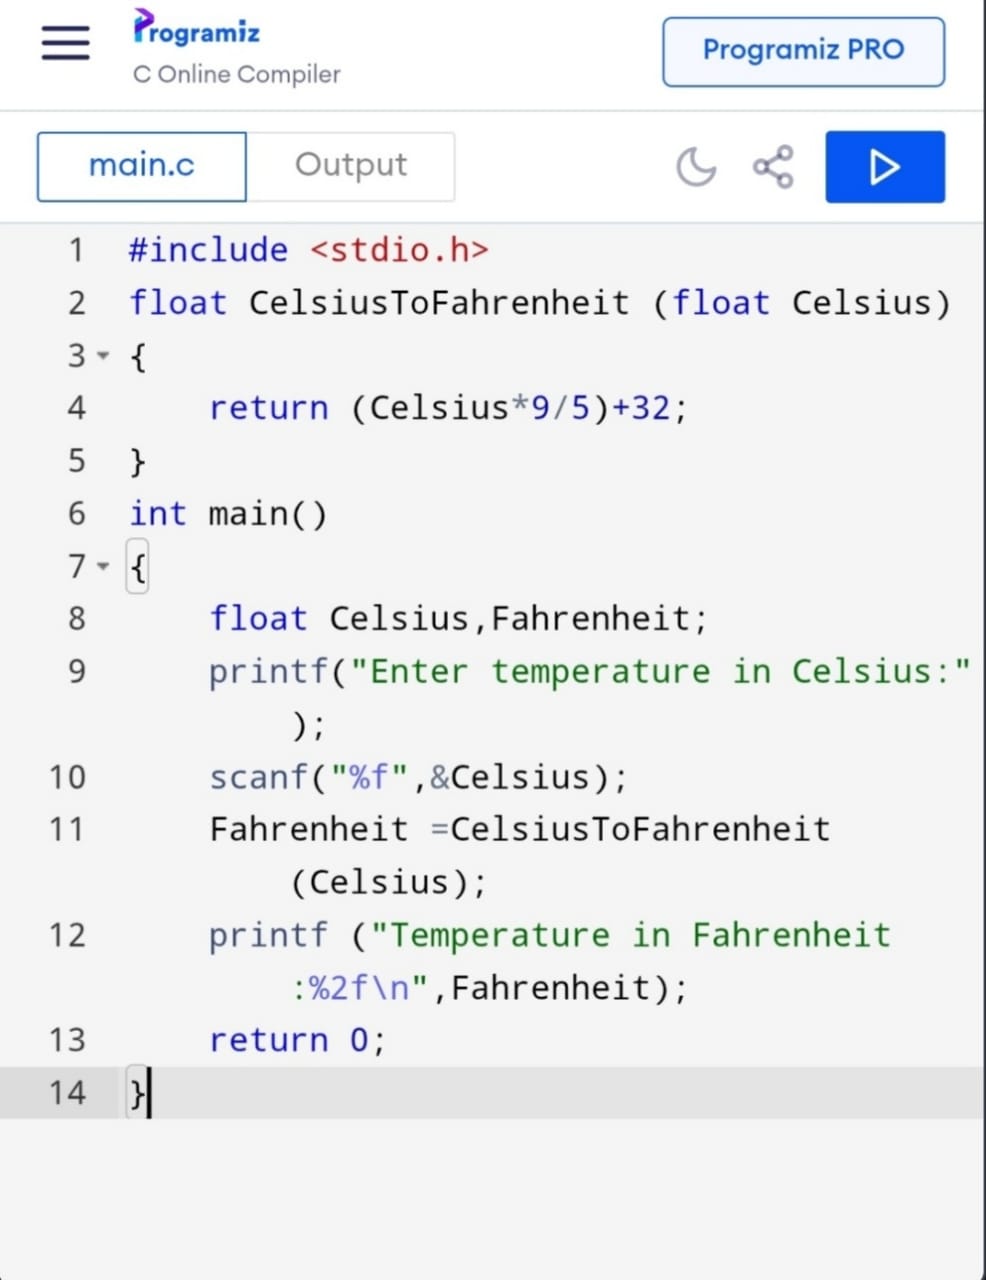 Programiz
C Online Compiler
Programiz PRO
main.c
Output
1 #include <stdio.h>
2 float CelsiusToFahrenheit (float Celsius)
3 {
4 return (Celsius*9/5)+32;
5 }
6 int main()
7 {
8 float Celsius,Fahrenheit;
9 printf("Enter temperature in Celsius:"
);
10 scanf("%f",&Celsius);
11 Fahrenheit =CelsiusToFahrenheit
(Celsius);
12 printf ("Temperature in Fahrenheit
:%2f\n",Fahrenheit);
13 return 0;
14 }